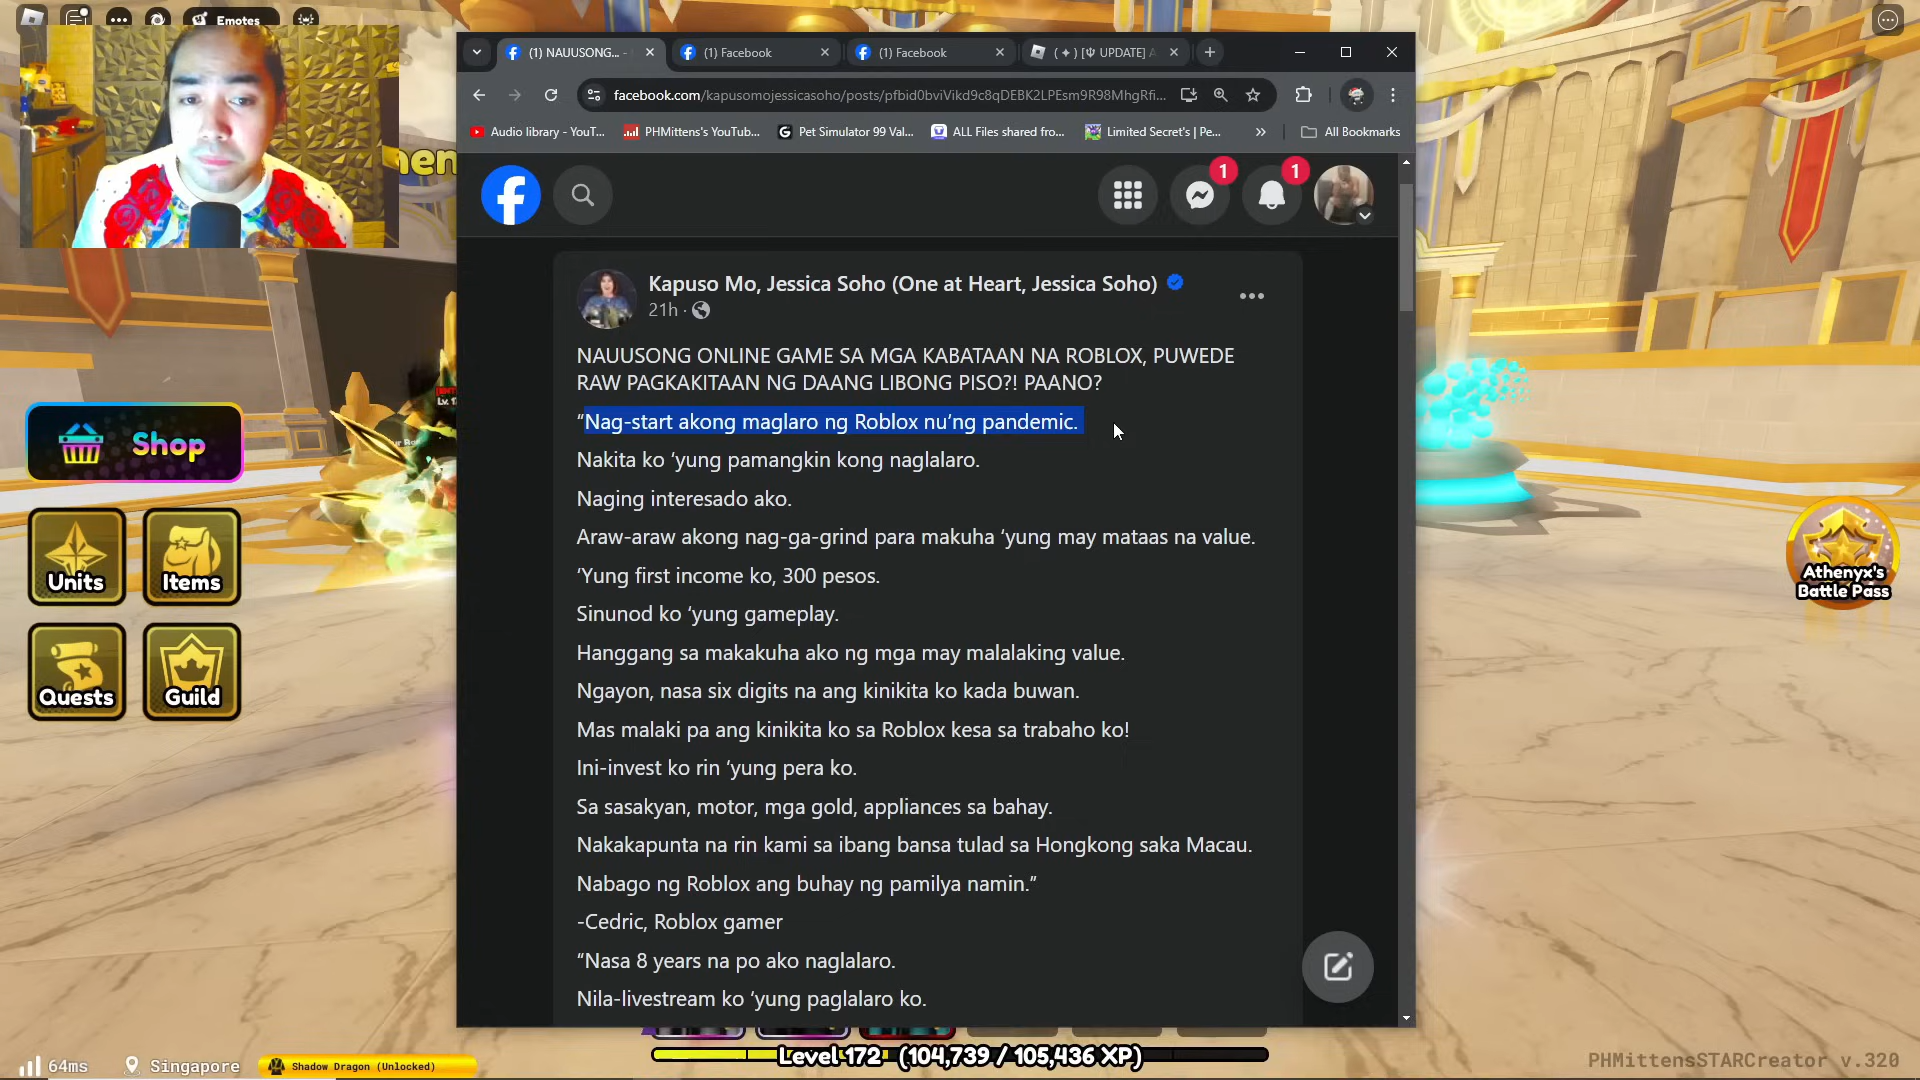 Emotes
(1) NAUUSONG...
(1) Facebook
(1) Facebook
( ✦ ) [Ψ UPDATE] A
facebook.com/kapusomojessicasoho/posts/pfbid0bviVikd9c8qDEBK2LPEsm9R98MhgRfi...
Audio library - YouT...
PHMittens's YouTub...
Pet Simulator 99 Val...
ALL Files shared fro...
Limited Secret's | Pe...
»
All Bookmarks
1
1
Kapuso Mo, Jessica Soho (One at Heart, Jessica Soho)
21h ·
NAUUSONG ONLINE GAME SA MGA KABATAAN NA ROBLOX, PUWEDE
RAW PAGKAKITAAN NG DAANG LIBONG PISO?! PAANO?
“Nag-start akong maglaro ng Roblox nu’ng pandemic.
Nakita ko ‘yung pamangkin kong naglalaro.
Naging interesado ako.
Araw-araw akong nag-ga-grind para makuha ‘yung may mataas na value.
‘Yung first income ko, 300 pesos.
Sinunod ko ‘yung gameplay.
Hanggang sa makakuha ako ng mga may malalaking value.
Ngayon, nasa six digits na ang kinikita ko kada buwan.
Mas malaki pa ang kinikita ko sa Roblox kesa sa trabaho ko!
Ini-invest ko rin ‘yung pera ko.
Sa sasakyan, motor, mga gold, appliances sa bahay.
Nakakapunta na rin kami sa ibang bansa tulad sa Hongkong saka Macau.
Nabago ng Roblox ang buhay ng pamilya namin.”
-Cedric, Roblox gamer
“Nasa 8 years na po ako naglalaro.
Nila-livestream ko ‘yung paglalaro ko.
Shop
Units
Items
Quests
Guild
Athenyx's
Battle Pass
64ms
Singapore
Shadow Dragon (Unlocked)
Level 172 (104,739 / 105,436 XP)
PHMittensSTARCreator v.320